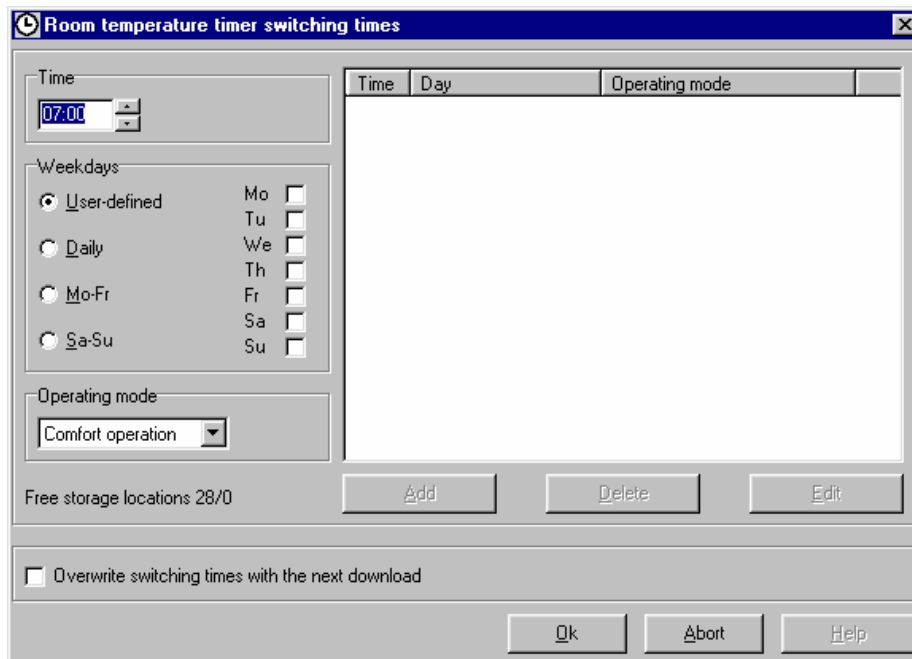 Room temperature timer switching times
Time
07:00
Weekdays
User-defined
Daily
Mo-Fr
Sa-Su
Mo
Tu
We
Th
Fr
Sa
Su
Operating mode
Comfort operation
Free storage locations 28/0
Time Day Operating mode
Add Delete Edit
Overwrite switching times with the next download
Ok Abort Help